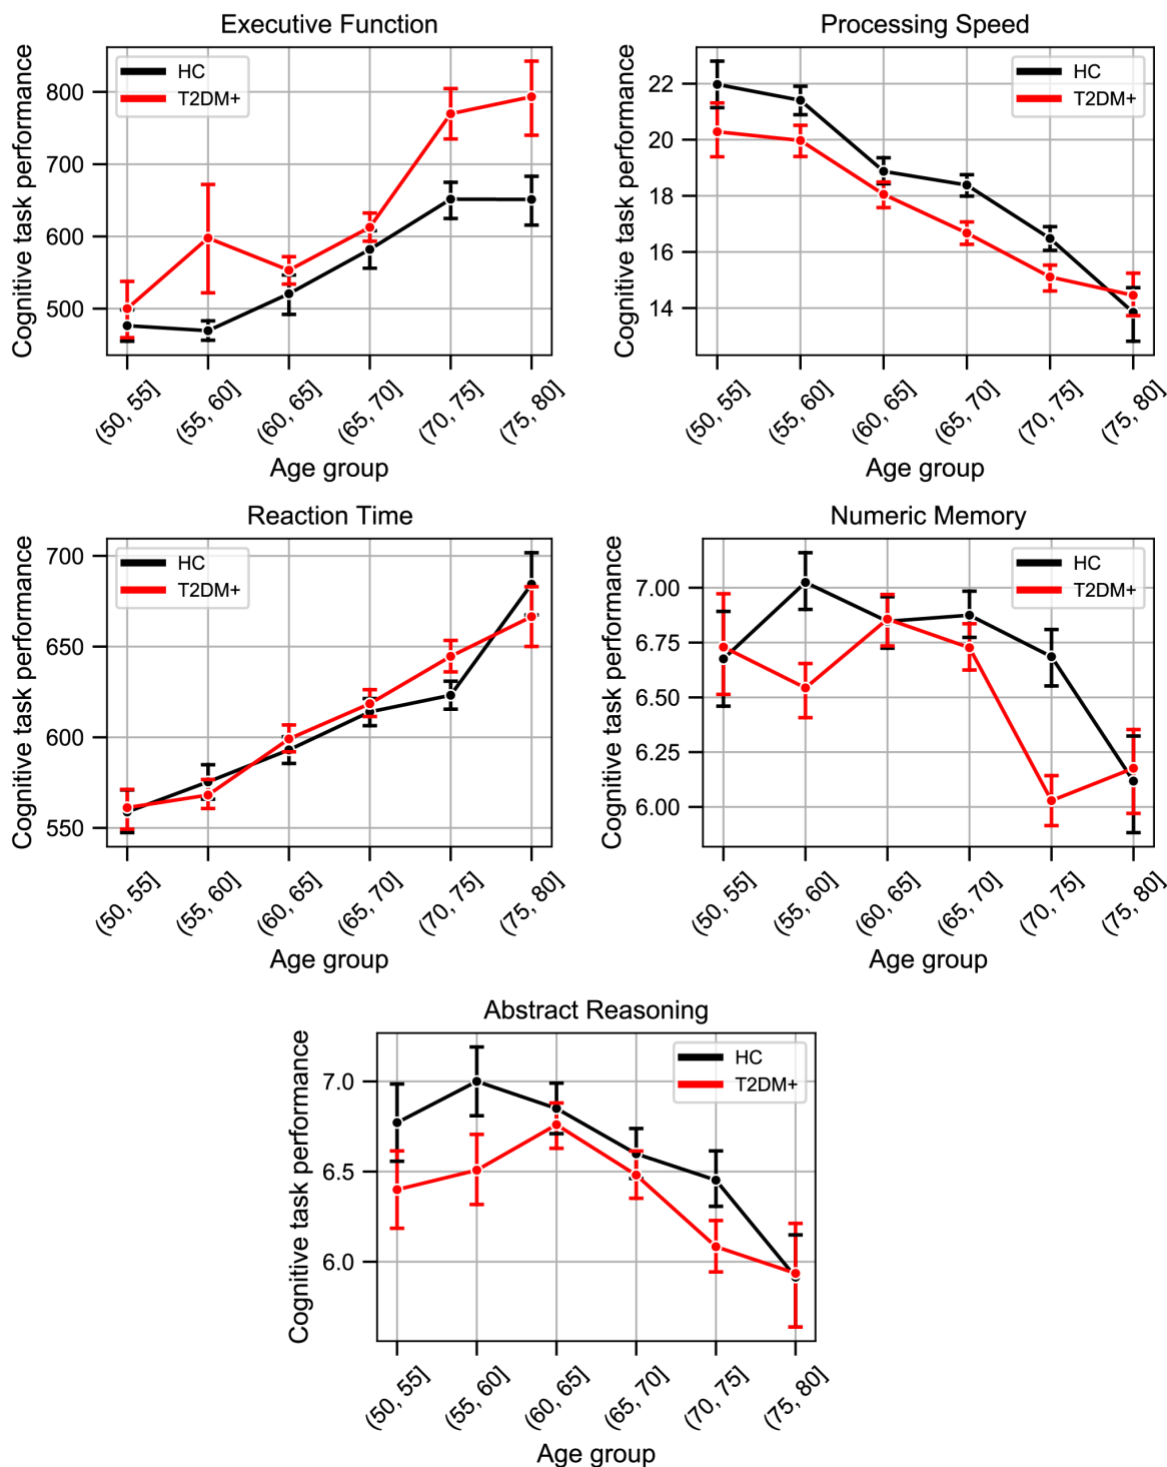 Executive Function
Cognitive task performance
800
700
600
500
HC
T2DM+
(50, 55]
(55, 60]
(60, 65]
(65, 70]
(70, 75]
(75, 80]
Age group
Processing Speed
Cognitive task performance
22
20
18
16
14
HC
T2DM+
(50, 55]
(55, 60]
(60, 65]
(65, 70]
(70, 75]
(75, 80]
Age group
Reaction Time
Cognitive task performance
700
650
600
550
HC
T2DM+
(50, 55]
(55, 60]
(60, 65]
(65, 70]
(70, 75]
(75, 80]
Age group
Numeric Memory
Cognitive task performance
7.00
6.75
6.50
6.25
6.00
HC
T2DM+
(50, 55]
(55, 60]
(60, 65]
(65, 70]
(70, 75]
(75, 80]
Age group
Abstract Reasoning
Cognitive task performance
7.0
6.5
6.0
HC
T2DM+
(50, 55]
(55, 60]
(60, 65]
(65, 70]
(70, 75]
(75, 80]
Age group